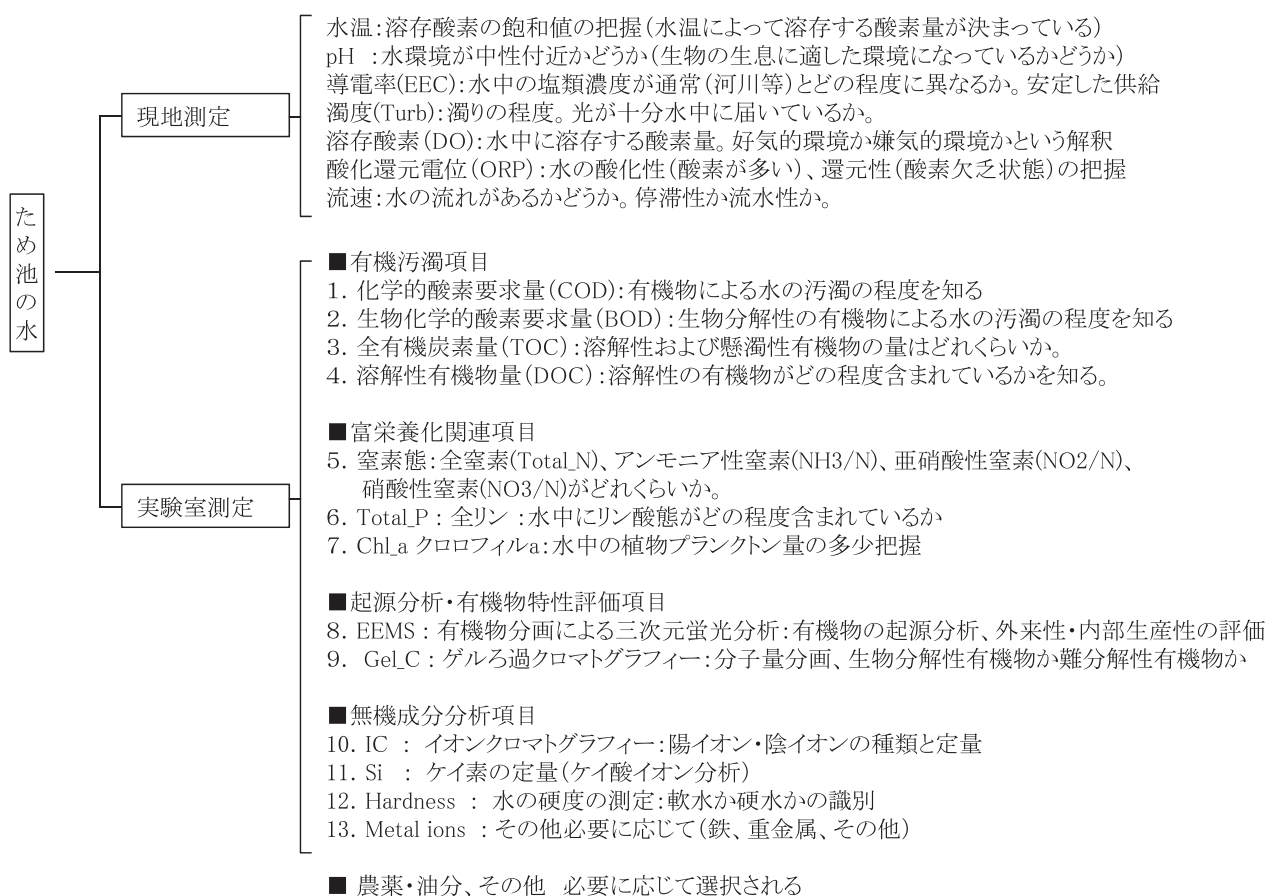 ため池の水
現地測定
水温：溶存酸素の飽和値の把握（水温によって溶存する酸素量が決まっている）
pH ：水環境が中性付近かどうか（生物の生息に適した環境になっているかどうか）
導電率(EEC)：水中の塩類濃度が通常（河川等）とどの程度に異なるか。安定した供給
濁度(Turb)：濁りの程度。光が十分水中に届いているか。
溶存酸素（DO）：水中に溶存する酸素量。好気的環境か嫌気的環境かという解釈
酸化還元電位（ORP）：水の酸化性（酸素が多い）、還元性（酸素欠乏状態）の把握
流速：水の流れがあるかどうか。停滞性か流水性か。
実験室測定
■有機汚濁項目
1. 化学的酸素要求量（COD）：有機物による水の汚濁の程度を知る
2. 生物化学的酸素要求量（BOD）：生物分解性の有機物による水の汚濁の程度を知る
3. 全有機炭素量（TOC）：溶解性および懸濁性有機物の量はどれくらいか。
4. 溶解性有機物量（DOC）：溶解性の有機物がどの程度含まれているかを知る。
■富栄養化関連項目
5. 窒素態：全窒素(Total_N)、アンモニア性窒素(NH3/N)、亜硝酸性窒素(NO2/N)、
硝酸性窒素(NO3/N)がどれくらいか。
6. Total_P : 全リン ：水中にリン酸態がどの程度含まれているか
7. Chl_a クロロフィルa：水中の植物プランクトン量の多少把握
■起源分析・有機物特性評価項目
8. EEMS : 有機物分画による三次元蛍光分析：有機物の起源分析、外来性・内部生産性の評価
9. Gel_C : ゲルろ過クロマトグラフィー：分子量分画、生物分解性有機物か難分解性有機物か
■無機成分分析項目
10. IC : イオンクロマトグラフィー：陽イオン・陰イオンの種類と定量
11. Si : ケイ素の定量（ケイ酸イオン分析）
12. Hardness : 水の硬度の測定：軟水か硬水かの識別
13. Metal ions ：その他必要に応じて（鉄、重金属、その他）
■ 農薬・油分、その他 必要に応じて選択される